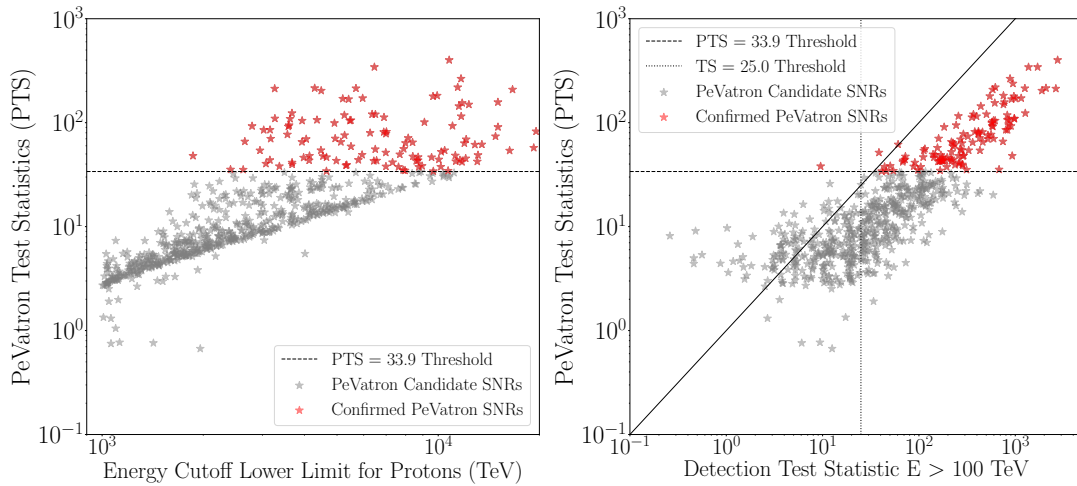 PeVatron Test Statistics (PTS)
10³
10²
10¹
10⁰
10⁻¹
PTS = 33.9 Threshold
PeVatron Candidate SNRs
Confirmed PeVatron SNRs
10³
10⁴
Energy Cutoff Lower Limit for Protons (TeV)
PeVatron Test Statistics (PTS)
10³
10²
10¹
10⁰
10⁻¹
PTS = 33.9 Threshold
TS = 25.0 Threshold
PeVatron Candidate SNRs
Confirmed PeVatron SNRs
10⁻¹
10⁰
10¹
10²
10³
Detection Test Statistic E > 100 TeV